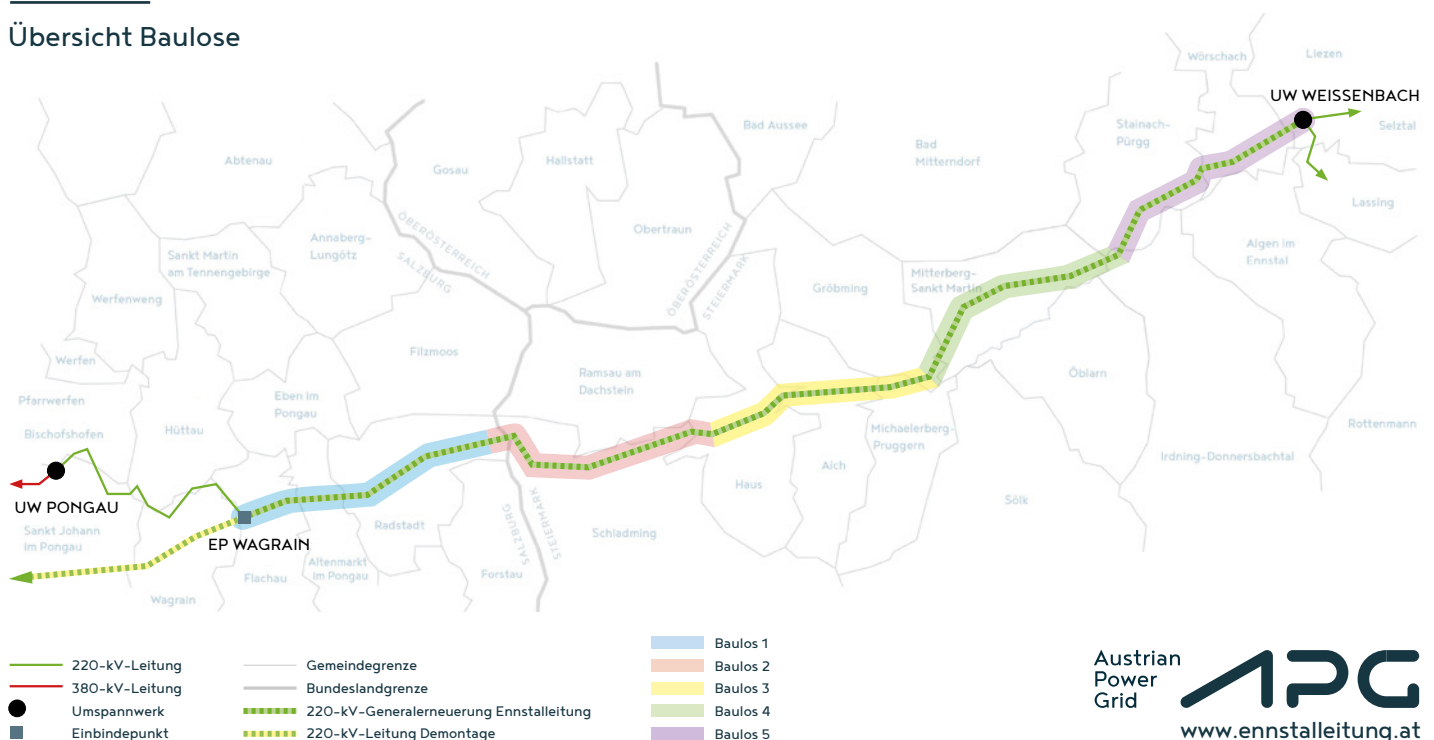 Übersicht Baulose
Wörschach
Liezen
UW WEISSENBACH
Selztal
Stainach-
Pürgg
Bad Aussee
Bad
Mitterndorf
Hallstatt
Gosau
Abtenau
Lassing
Obertraun
Annaberg-
Lungötz
OBERÖSTERREICH
SALZBURG
OBERÖSTERREICH
STEIERMARK
Aigen im
Ennstal
Sankt Martin
am Tennengebirge
Mitterberg-
Sankt Martin
Gröbming
Werfenweng
Filzmoos
Werfen
Ramsau am
Dachstein
Öblarn
Pfarrwerfen
Eben im
Pongau
Bischofshofen
Hüttau
Michaelerberg-
Pruggern
Rottenmann
Irdning-Donnersbachtal
Aich
Haus
Sölk
UW PONGAU
Sankt Johann
im Pongau
EP WAGRAIN
Radstadt
SALZBURG
STEIERMARK
Schladming
Altenmarkt
im Pongau
Flachau
Forstau
Wagrain
220-kV-Leitung
380-kV-Leitung
Umspannwerk
Einbindepunkt
Gemeindegrenze
Bundeslandgrenze
220-kV-Generalerneuerung Ennstalleitung
220-kV-Leitung Demontage
Baulos 1
Baulos 2
Baulos 3
Baulos 4
Baulos 5
Austrian
Power
Grid
APG
www.ennstalleitung.at